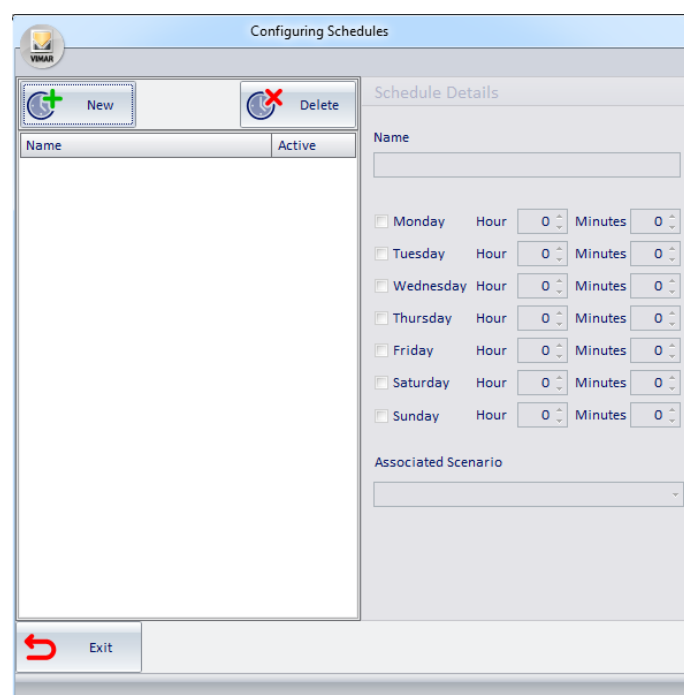 Configuring Schedules
VIMAR
New
Delete
Name
Active
Exit
Schedule Details
Name
Monday Hour 0 Minutes 0
Tuesday Hour 0 Minutes 0
Wednesday Hour 0 Minutes 0
Thursday Hour 0 Minutes 0
Friday Hour 0 Minutes 0
Saturday Hour 0 Minutes 0
Sunday Hour 0 Minutes 0
Associated Scenario